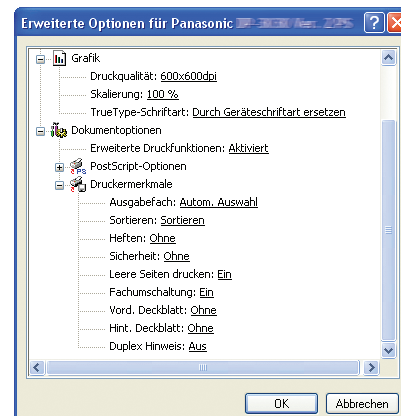 Erweiterte Optionen für Panasonic
Grafik
Druckqualität: 600x600dpi
Skalierung: 100 %
TrueType-Schriftart: Durch Geräteschriftart ersetzen
Dokumentoptionen
Erweiterte Druckfunktionen: Aktiviert
PostScript-Optionen
Druckermerkmale
Ausgabefach: Autom. Auswahl
Sortieren: Sortieren
Heften: Ohne
Sicherheit: Ohne
Leere Seiten drucken: Ein
Fachumschaltung: Ein
Vord. Deckblatt: Ohne
Hint. Deckblatt: Ohne
Duplex Hinweis: Aus
OK Abbrechen